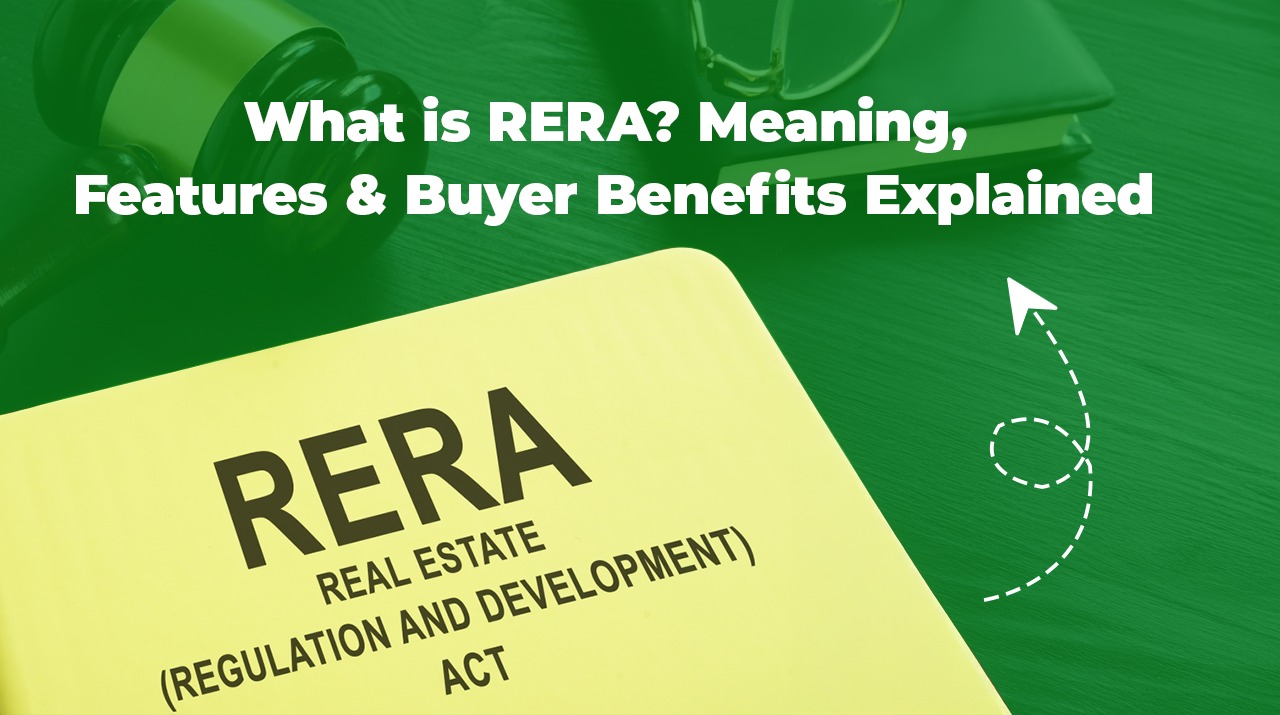 What is RERA? Meaning,
Features & Buyer Benefits Explained
RERA
REAL ESTATE
(REGULATION AND DEVELOPMENT)
ACT